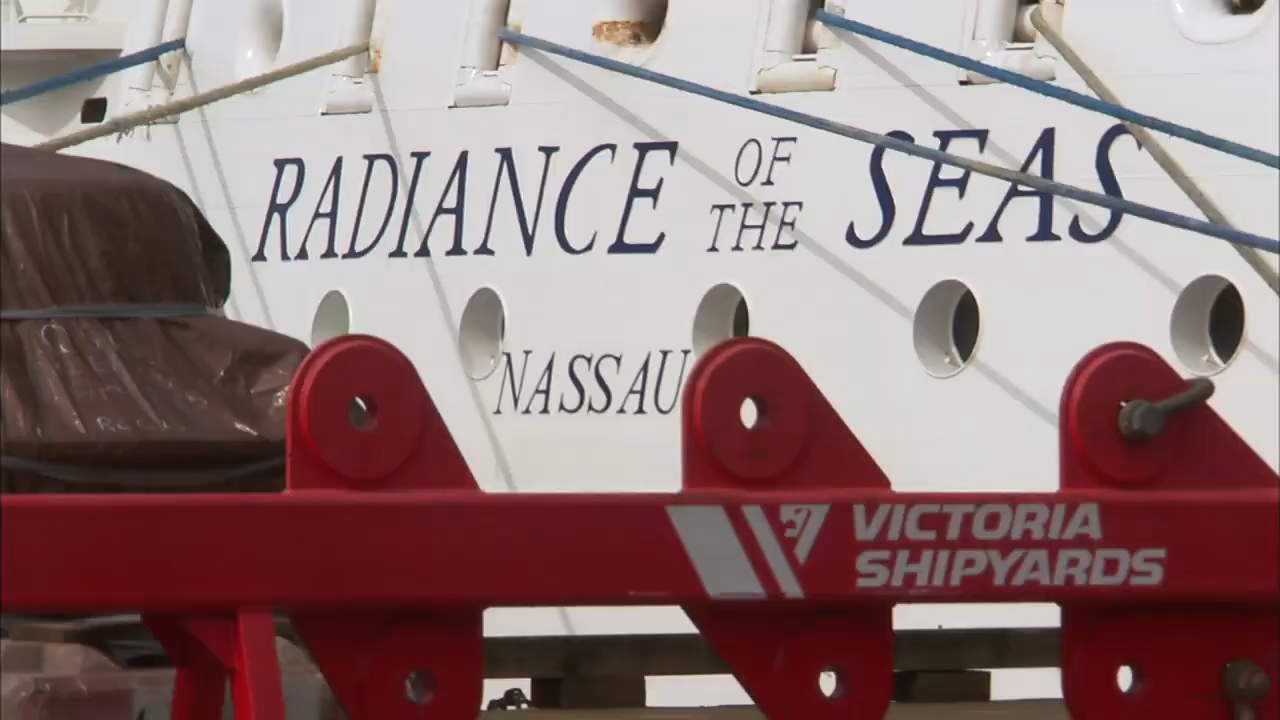 RADIANCE OF THE SEAS
NASSAU
VICTORIA
SHIPYARDS